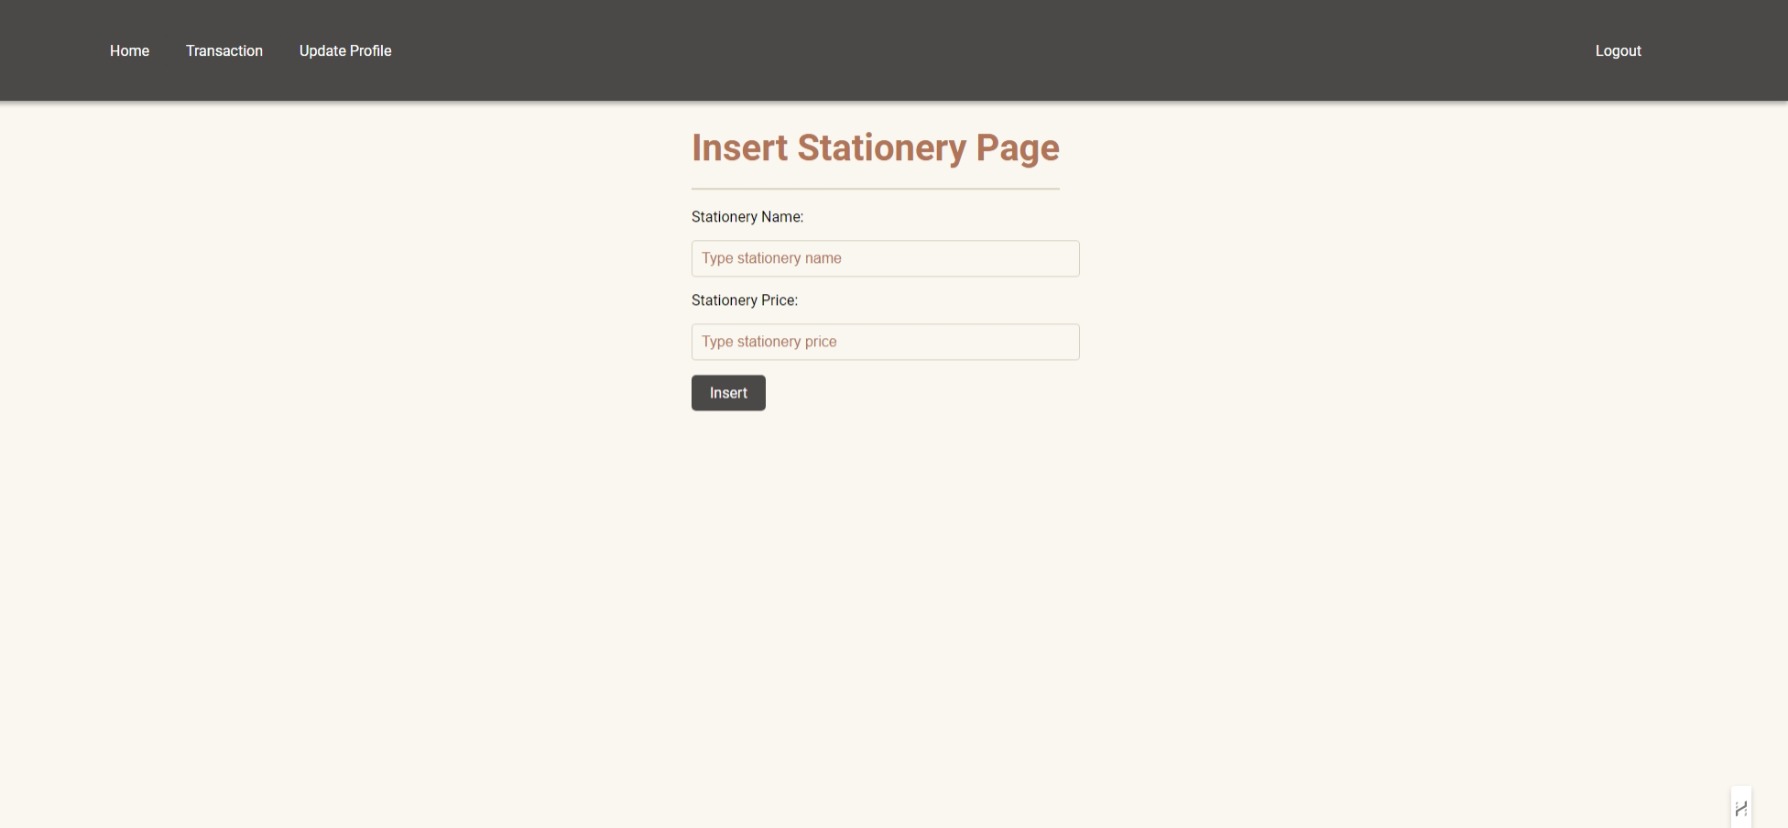 Home Transaction Update Profile Logout
Insert Stationery Page
Stationery Name:
Type stationery name
Stationery Price:
Type stationery price
Insert